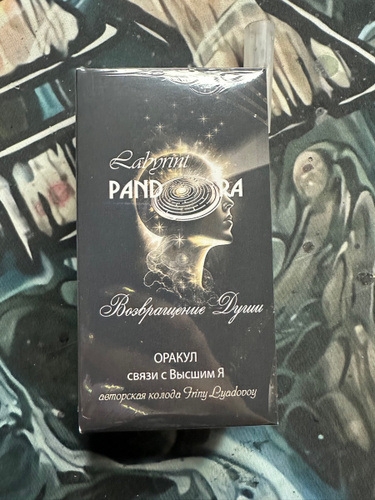 Labyrint
PANDORA
Возвращение Души
ОРАКУЛ
связи с Высшим Я
авторская колода Iriny Lyadovoy